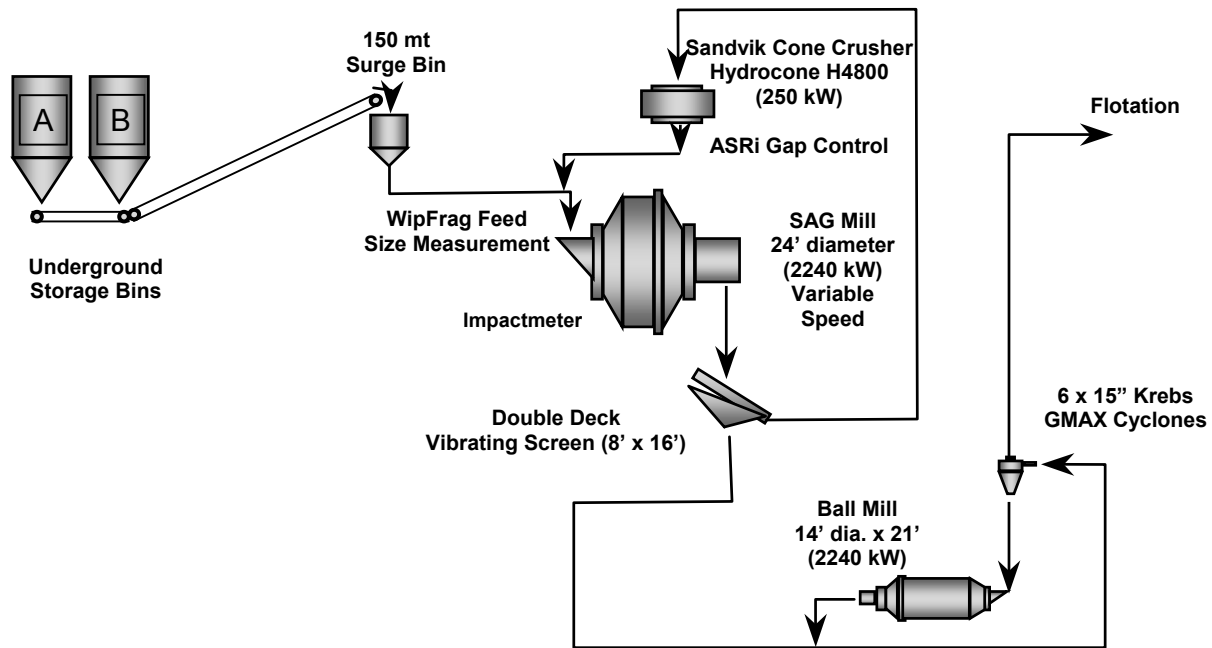 150 mt
Surge Bin
A
B
Underground
Storage Bins
Sandvik Cone Crusher
Hydrocone H4800
(250 kW)
ASRi Gap Control
WipFrag Feed
Size Measurement
Impactmeter
SAG Mill
24’ diameter
(2240 kW)
Variable
Speed
Flotation
Double Deck
Vibrating Screen (8’ x 16’)
6 x 15” Krebs
GMAX Cyclones
Ball Mill
14’ dia. x 21’
(2240 kW)